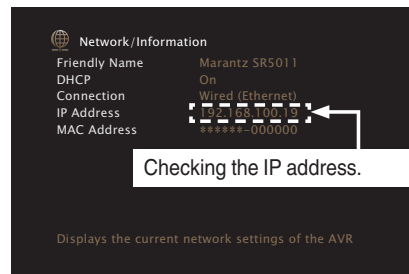 Network/Information
Friendly Name Marantz SR5011
DHCP On
Connection Wired (Ethernet)
IP Address 192.168.100.19
MAC Address ******-000000
Checking the IP address.
Displays the current network settings of the AVR